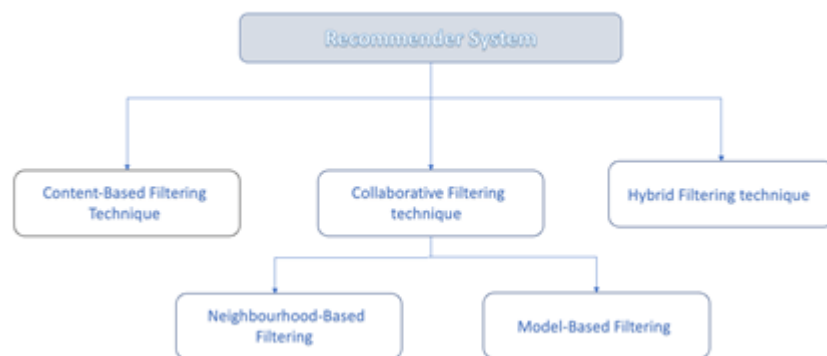 Recommender System
Content-Based Filtering
Technique
Collaborative Filtering
technique
Hybrid Filtering technique
Neighbourhood-Based
Filtering
Model-Based Filtering